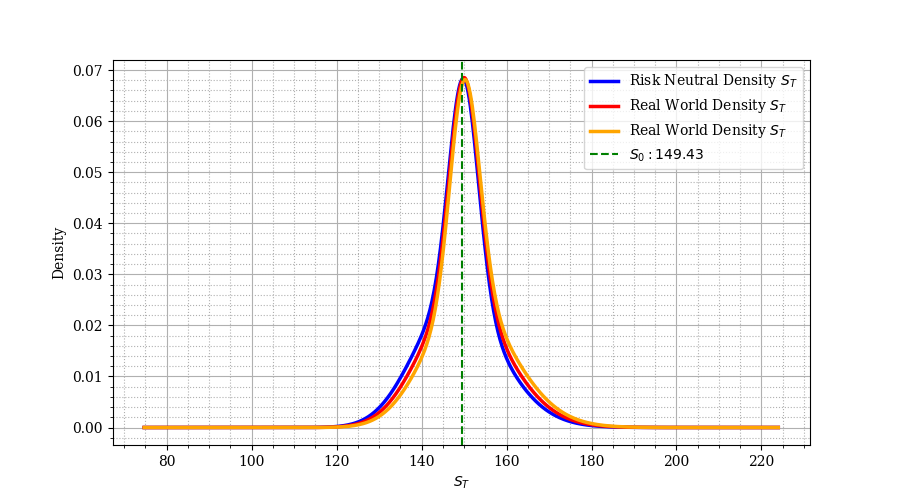 0.07
0.06
0.05
0.04
0.03
0.02
0.01
0.00
Density
80 100 120 140 160 180 200 220
S_T
Risk Neutral Density S_T
Real World Density S_T
Real World Density S_T
S_0 : 149.43